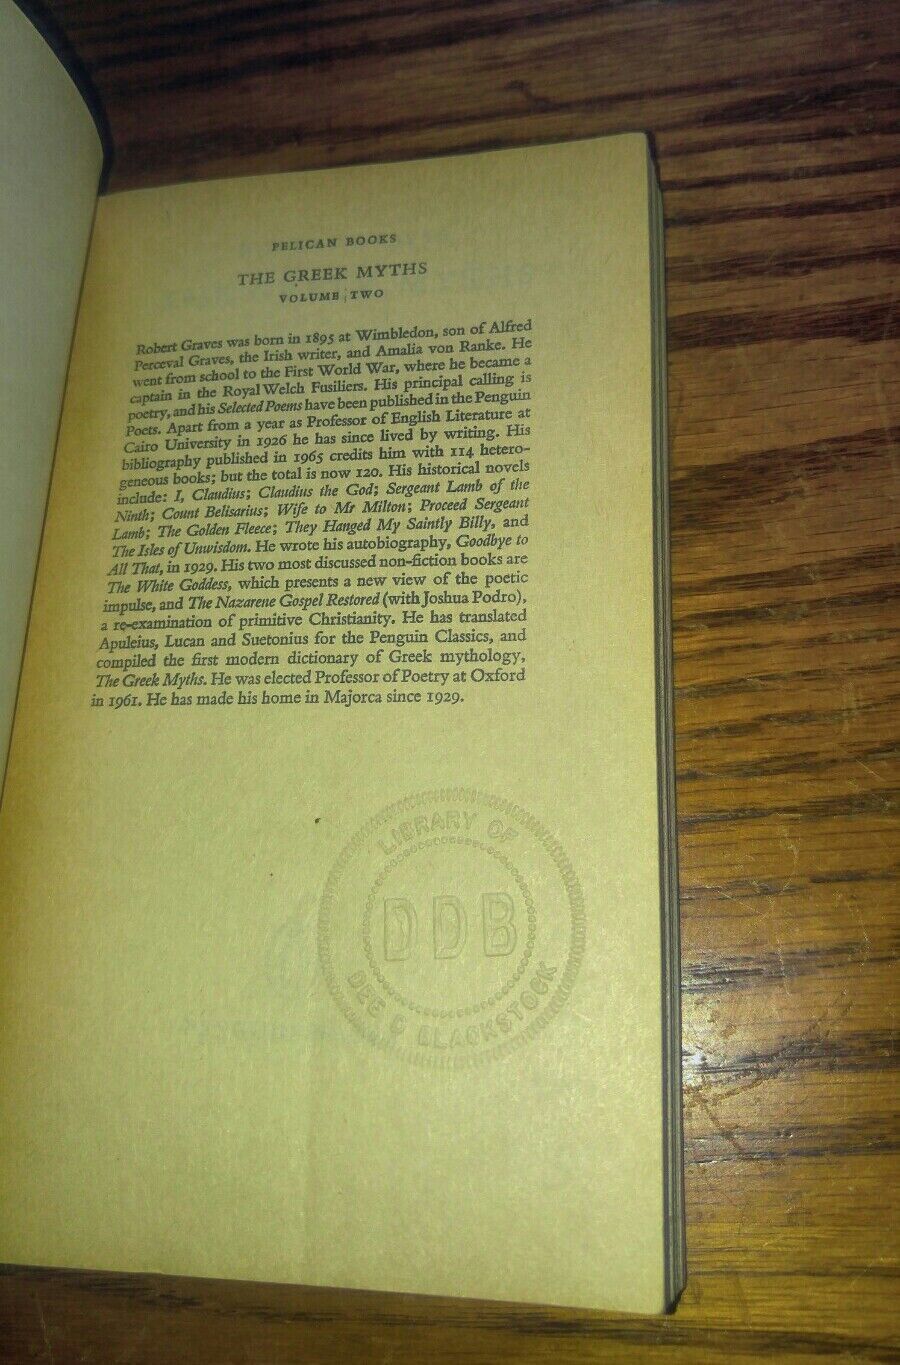 PELICAN BOOKS
THE GREEK MYTHS
VOLUME TWO
Robert Graves was born in 1895 at Wimbledon, son of Alfred
Perceval Graves, the Irish writer, and Amalia von Ranke. He
went from school to the First World War, where he became a
captain in the Royal Welch Fusiliers. His principal calling is
poetry, and his Selected Poems have been published in the Penguin
Poets. Apart from a year as Professor of English Literature at
Cairo University in 1926 he has since lived by writing. His
bibliography published in 1965 credits him with 114 hetero-
geneous books; but the total is now 120. His historical novels
include: I, Claudius; Claudius the God; Sergeant Lamb of the
Ninth; Count Belisarius; Wife to Mr Milton; Proceed Sergeant
Lamb; The Golden Fleece; They Hanged My Saintly Billy, and
The Isles of Unwisdom. He wrote his autobiography, Goodbye to
All That, in 1929. His two most discussed non-fiction books are
The White Goddess, which presents a new view of the poetic
impulse, and The Nazarene Gospel Restored (with Joshua Podro),
a re-examination of primitive Christianity. He has translated
Apuleius, Lucan and Suetonius for the Penguin Classics, and
compiled the first modern dictionary of Greek mythology,
The Greek Myths. He was elected Professor of Poetry at Oxford
in 1961. He has made his home in Majorca since 1929.
LIBRARY OF
DDB
DEE C BLACKSTOCK